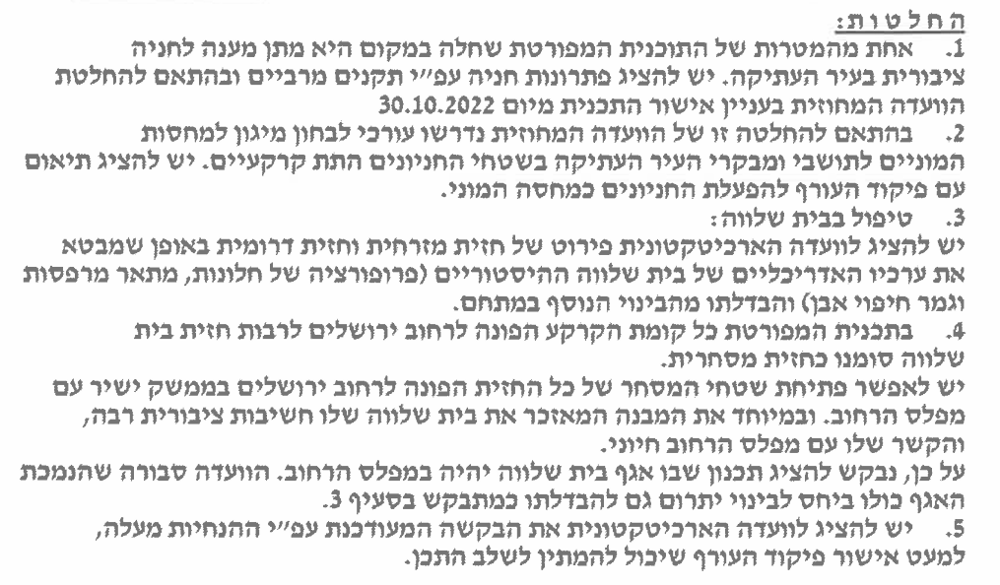 החלטות:
1. אחת מהמטרות של התוכנית המפורטת שחלה במקום היא מתן מענה לחניה
ציבורית בעיר העתיקה. יש להציג פתרונות חניה עפ״י תקנים מרביים ובהתאם להחלטת
הוועדה המחוזית בעניין אישור התכנית מיום 30.10.2022
2. בהתאם להחלטה זו של הוועדה המחוזית נדרשו עורכי לבחון מיגון למחסות
המוניים לתושבי ומבקרי העיר העתיקה בשטחי החניונים התת קרקעיים. יש להציג תיאום
עם פיקוד העורף להפעלת החניונים כמחסה המוני.
3. טיפול בבית שלווה:
יש להציג לוועדה הארכיטקטונית פירוט של חזית מזרחית וחזית דרומית באופן שמבטא
את ערכיו האדריכליים של בית שלווה ההיסטוריים (פרופורציה של חלונות, מתאר מרפסות
וגמר חיפוי אבן) והבדלתו מהבינוי הנוסף במתחם.
4. בתכנית המפורטת כל קומת הקרקע הפונה לרחוב ירושלים לרבות חזית בית
שלווה סומנו כחזית מסחרית.
יש לאפשר פתיחת שטחי המסחר של כל החזית הפונה לרחוב ירושלים בממשק ישיר עם
מפלס הרחוב. ובמיוחד את המבנה המאזכר את בית שלווה שלו חשיבות ציבורית רבה,
והקשר שלו עם מפלס הרחוב חיוני.
על כן, נבקש להציג תכנון שבו אגף בית שלווה יהיה במפלס הרחוב. הוועדה סבורה שהנמכת
האגף כולו ביחס לבינוי יתרום גם להבדלתו כמתבקש בסעיף 3.
5. יש להציג לוועדה הארכיטקטונית את הבקשה המעודכנת עפ״י ההנחיות מעלה,
למעט אישור פיקוד העורף שיכול להמתין לשלב התכן.